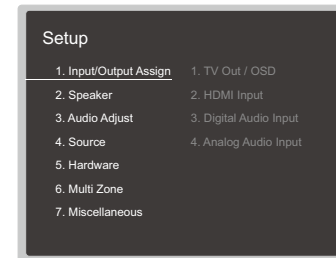 Setup
1. Input/Output Assign
2. Speaker
3. Audio Adjust
4. Source
5. Hardware
6. Multi Zone
7. Miscellaneous
1. TV Out / OSD
2. HDMI Input
3. Digital Audio Input
4. Analog Audio Input